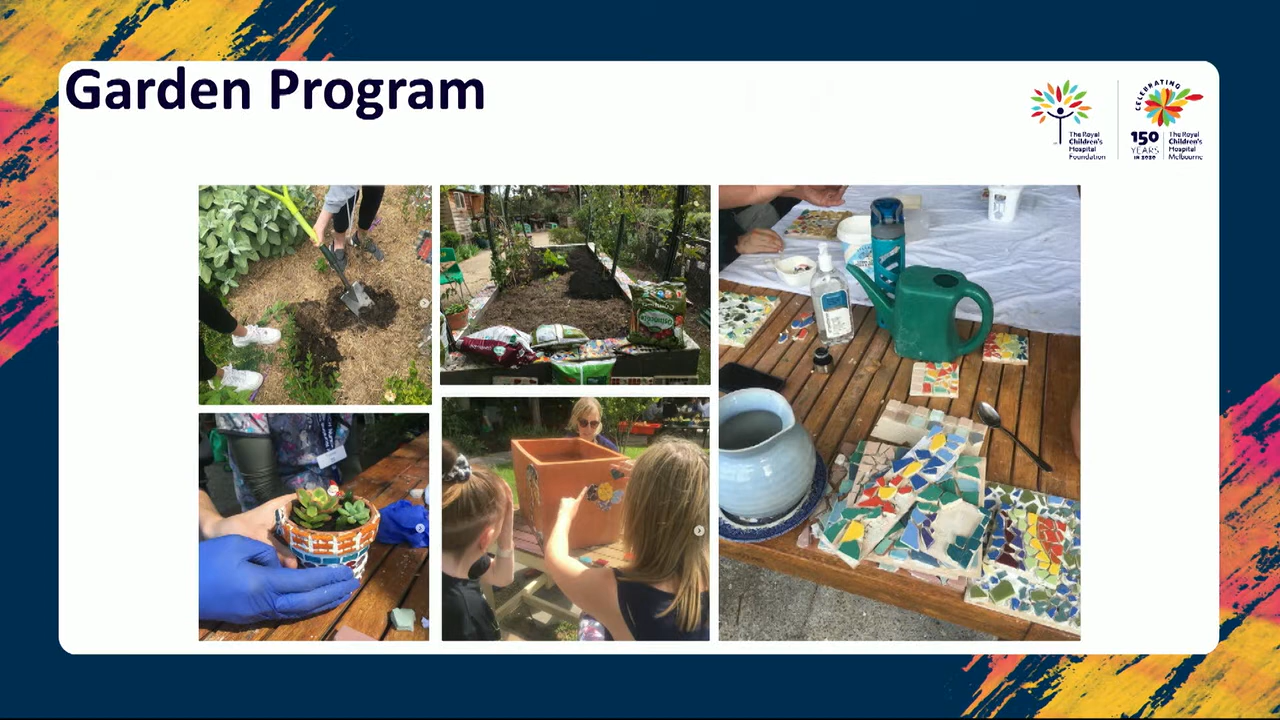 Garden Program
The Royal
Children's
Hospital
Foundation
CELEBRATING
150
YEARS
IN 2020
The Royal
Children's
Hospital
Melbourne